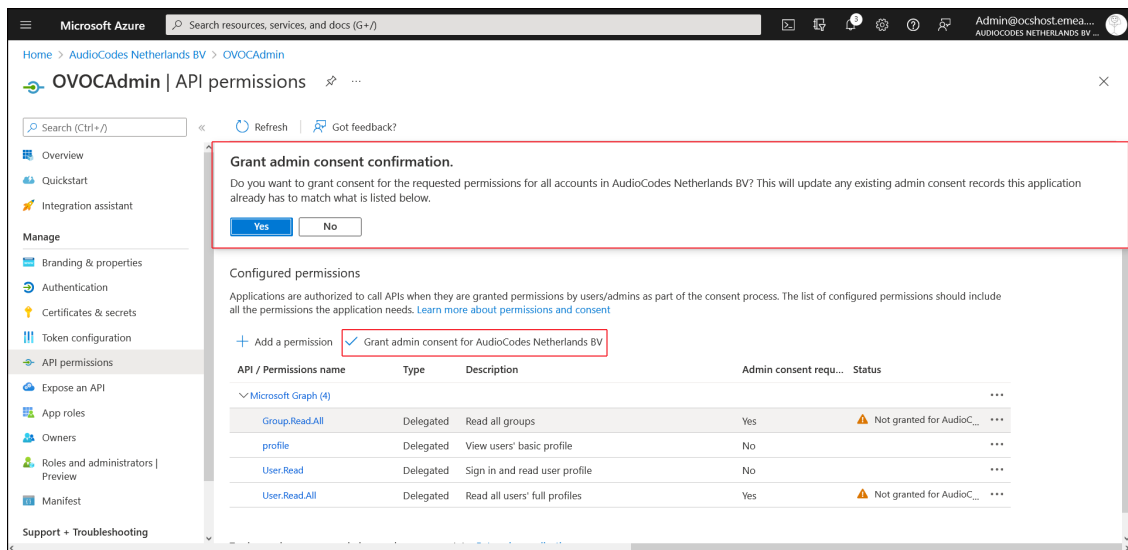 Microsoft Azure
Search resources, services, and docs (G+/)
3
Admin@ocshost.emea....
AUDIOCODES NETHERLANDS BV ...
Home > AudioCodes Netherlands BV > OVOCAdmin
OVOCAdmin | API permissions ...
Search (Ctrl+/)
Refresh
Got feedback?
Overview
Quickstart
Integration assistant
Manage
Branding & properties
Authentication
Certificates & secrets
Token configuration
API permissions
Expose an API
App roles
Owners
Roles and administrators |
Preview
Manifest
Support + Troubleshooting
Grant admin consent confirmation.
Do you want to grant consent for the requested permissions for all accounts in AudioCodes Netherlands BV? This will update any existing admin consent records this application
already has to match what is listed below.
Yes No
Configured permissions
Applications are authorized to call APIs when they are granted permissions by users/admins as part of the consent process. The list of configured permissions should include
all the permissions the application needs. Learn more about permissions and consent
Add a permission Grant admin consent for AudioCodes Netherlands BV
API / Permissions name Type Description Admin consent requ... Status
Microsoft Graph (4) ...
Group.Read.All Delegated Read all groups Yes Not granted for AudioC... ...
profile Delegated View users' basic profile No ...
User.Read Delegated Sign in and read user profile No ...
User.Read.All Delegated Read all users' full profiles Yes Not granted for AudioC... ...